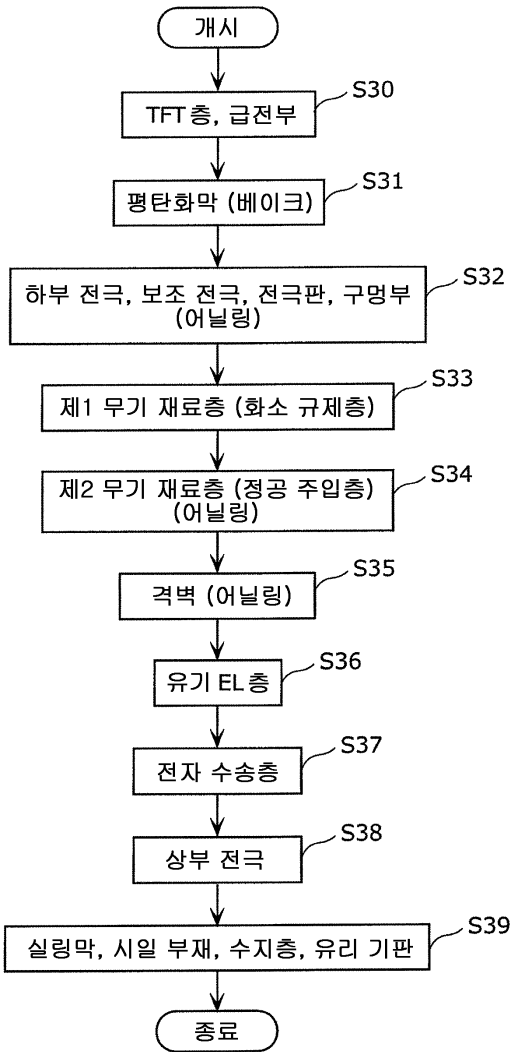 개시
S30
TFT 층, 급전부
S31
평탄화막 (베이크)
S32
하부 전극, 보조 전극, 전극판, 구멍부
(어닐링)
S33
제1 무기 재료층 (화소 규제층)
S34
제2 무기 재료층 (정공 주입층)
(어닐링)
S35
격벽 (어닐링)
S36
유기 EL 층
S37
전자 수송층
S38
상부 전극
S39
실링막, 시일 부재, 수지층, 유리 기판
종료